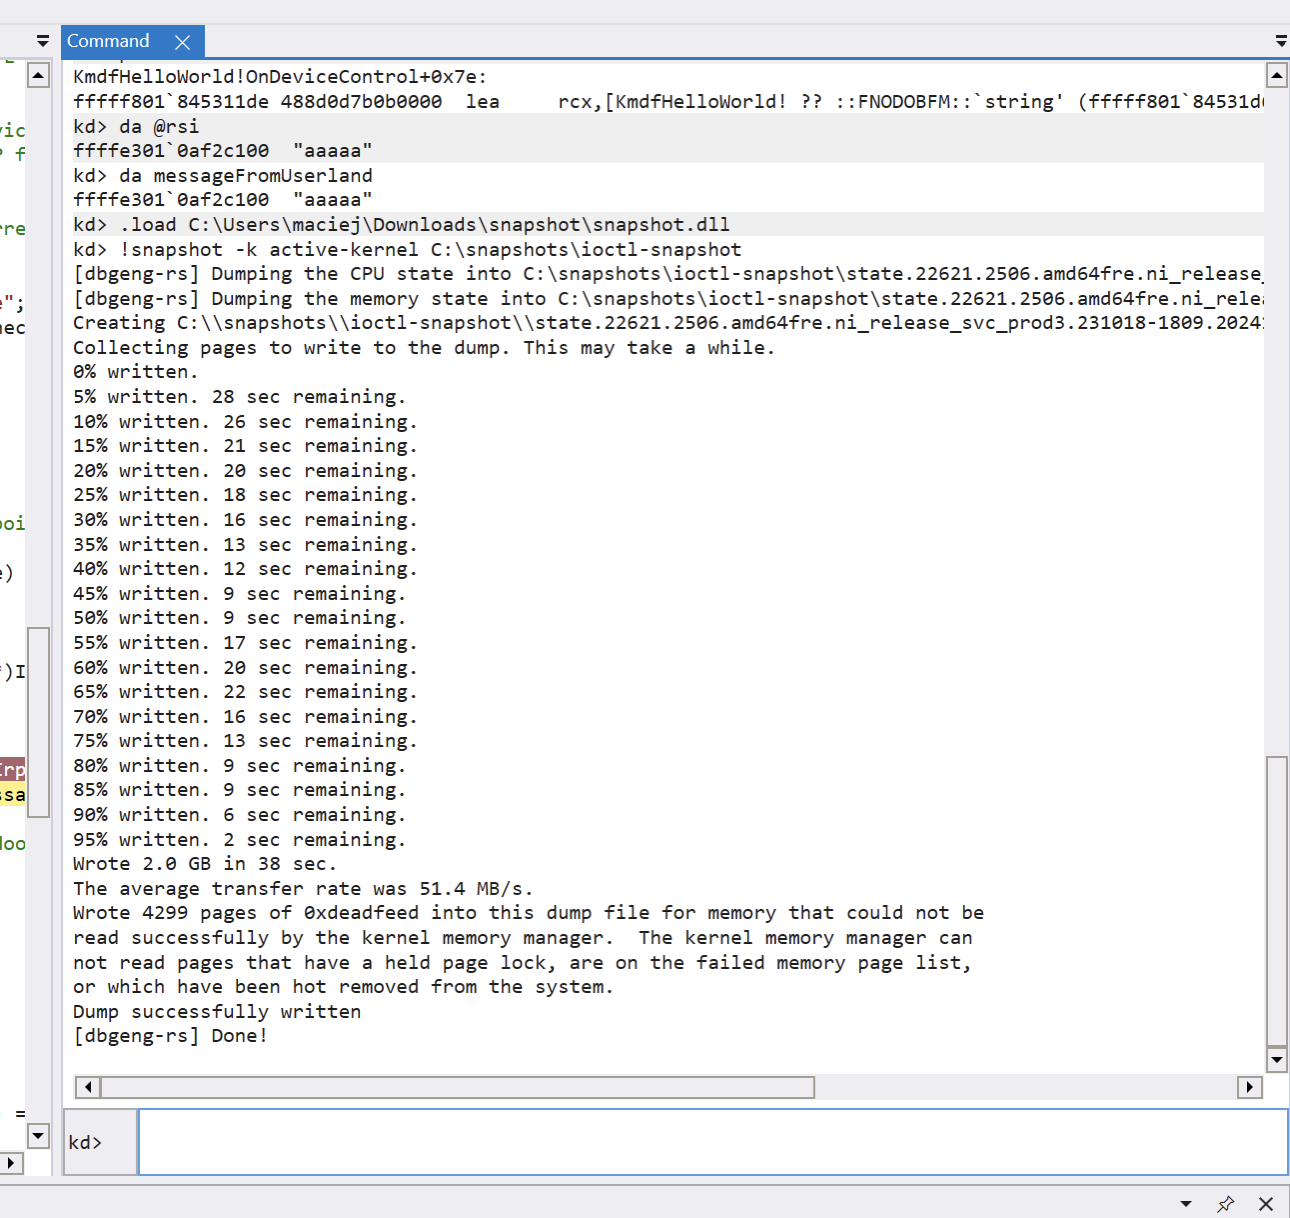 Command
KmdfHelloWorld!OnDeviceControl+0x7e:
fffff801`845311de 488d0d7b0b0000  lea     rcx,[KmdfHelloWorld! ?? ::FNODOBFM::`string' (fffff801`84531d
kd> da @rsi
ffffe301`0af2c100  "aaaaa"
kd> da messageFromUserland
ffffe301`0af2c100  "aaaaa"
kd> .load C:\Users\maciej\Downloads\snapshot\snapshot.dll
kd> !snapshot -k active-kernel C:\snapshots\ioctl-snapshot
[dbgeng-rs] Dumping the CPU state into C:\snapshots\ioctl-snapshot\state.22621.2506.amd64fre.ni_release_
[dbgeng-rs] Dumping the memory state into C:\snapshots\ioctl-snapshot\state.22621.2506.amd64fre.ni_relea
Creating C:\\snapshots\\ioctl-snapshot\\state.22621.2506.amd64fre.ni_release_svc_prod3.231018-1809.2024
Collecting pages to write to the dump. This may take a while.
0% written.
5% written. 28 sec remaining.
10% written. 26 sec remaining.
15% written. 21 sec remaining.
20% written. 20 sec remaining.
25% written. 18 sec remaining.
30% written. 16 sec remaining.
35% written. 13 sec remaining.
40% written. 12 sec remaining.
45% written. 9 sec remaining.
50% written. 9 sec remaining.
55% written. 17 sec remaining.
60% written. 20 sec remaining.
65% written. 22 sec remaining.
70% written. 16 sec remaining.
75% written. 13 sec remaining.
80% written. 9 sec remaining.
85% written. 9 sec remaining.
90% written. 6 sec remaining.
95% written. 2 sec remaining.
Wrote 2.0 GB in 38 sec.
The average transfer rate was 51.4 MB/s.
Wrote 4299 pages of 0xdeadfeed into this dump file for memory that could not be
read successfully by the kernel memory manager.  The kernel memory manager can
not read pages that have a held page lock, are on the failed memory page list,
or which have been hot removed from the system.
Dump successfully written
[dbgeng-rs] Done!
kd>